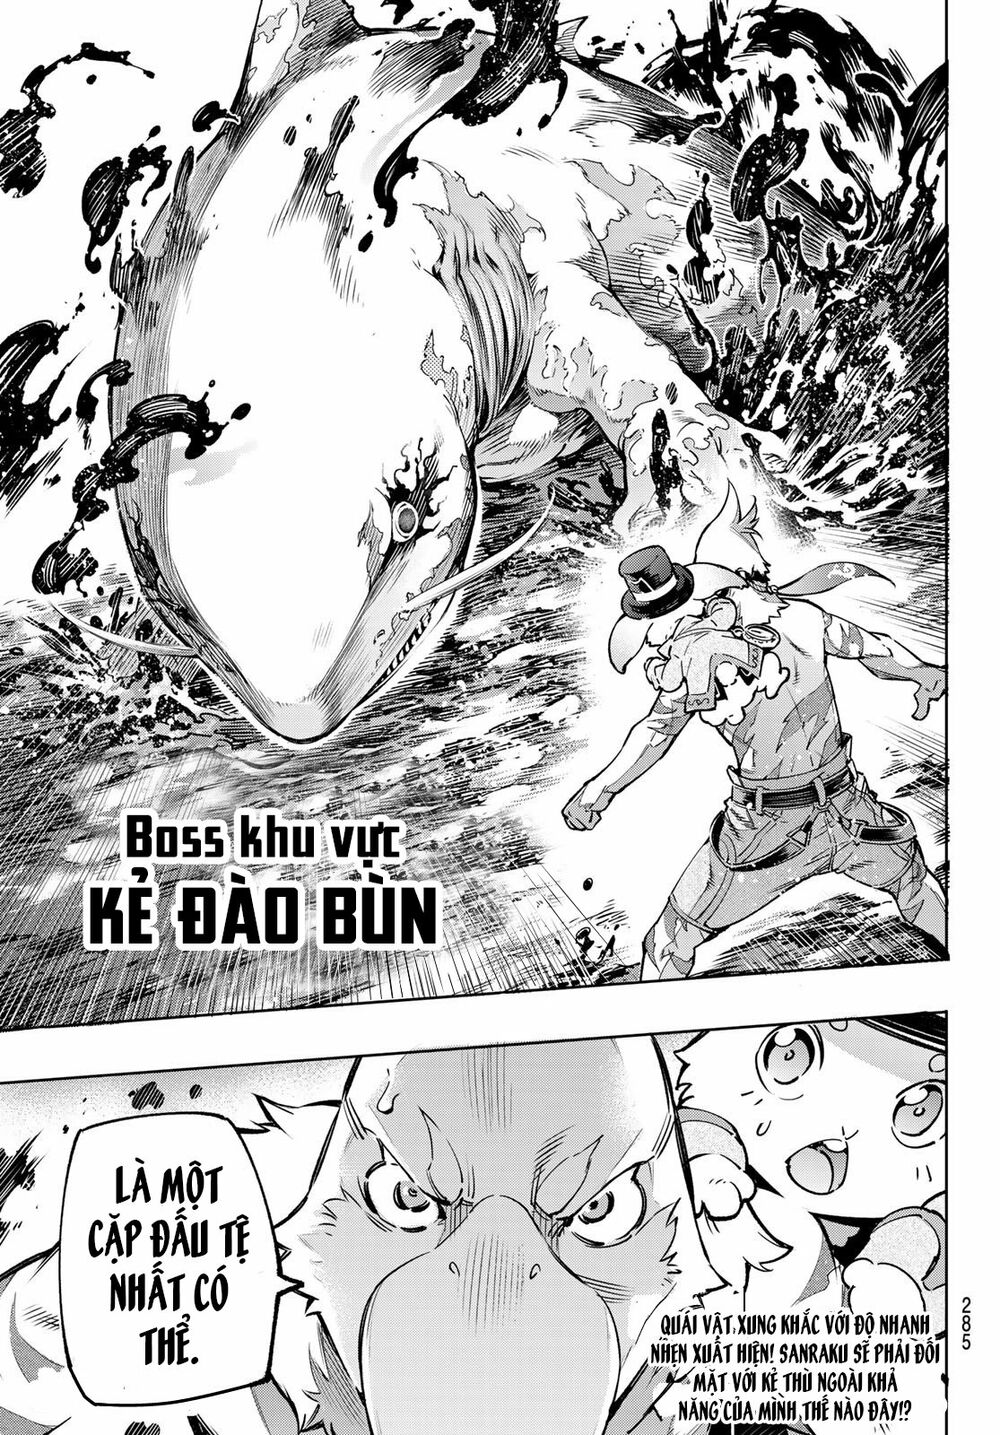 Boss khu vực
KẺ ĐÀO BÙN
LÀ MỘT
CẶP ĐẤU TỆ
NHẤT CÓ
THỂ.
QUÁI VẬT XUNG KHẮC VỚI ĐỘ NHANH
NHẸN XUẤT HIỆN! SANRAKU SẼ PHẢI ĐỐI
MẶT VỚI KẺ THÙ NGOÀI KHẢ
NĂNG CỦA MÌNH THẾ NÀO ĐÂY!?
285